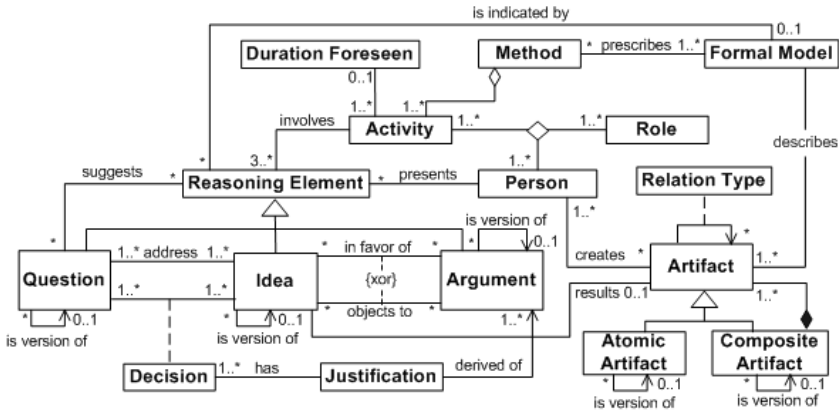 is indicated by
0..1
Duration Foreseen
Method
* prescribes 1..*
Formal Model
0..1
1..*
1..*
involves
Activity
1..*
1..*
Role
describes
*
3..*
1..*
suggests
*
Reasoning Element
*
presents
Person
Relation Type
1..*
is version of
*
*
*
0..1
*
1..*
1..* address 1..*
*
in favor of
*
creates
*
Artifact
Question
Idea
{xor}
Argument
1..*
1..*
*
objects to
*
results 0..1
1..*
*
0..1
*
0..1
1..*
is version of
is version of
Atomic
Artifact
Composite
Artifact
Decision
1..*
has
Justification
derived of
*
0..1
*
0..1
is version of
is version of